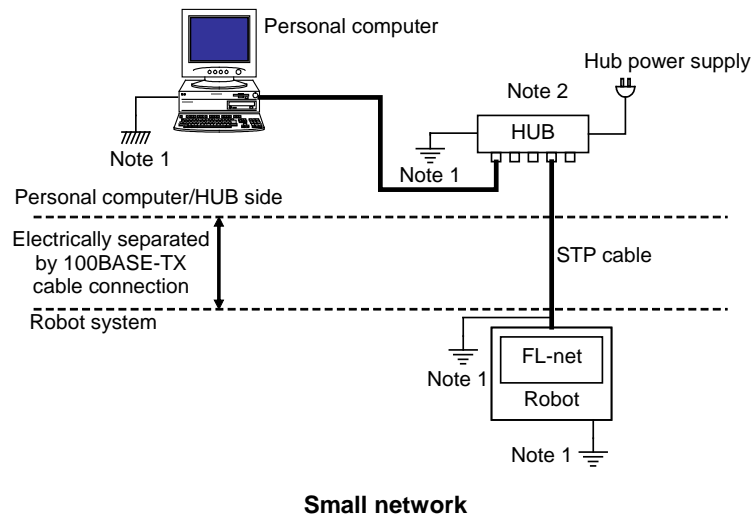 Personal computer
Hub power supply
Note 2
HUB
Note 1
Note 1
Personal computer/HUB side
Electrically separated
by 100BASE-TX
cable connection
STP cable
Robot system
FL-net
Note 1
Robot
Note 1
Small network